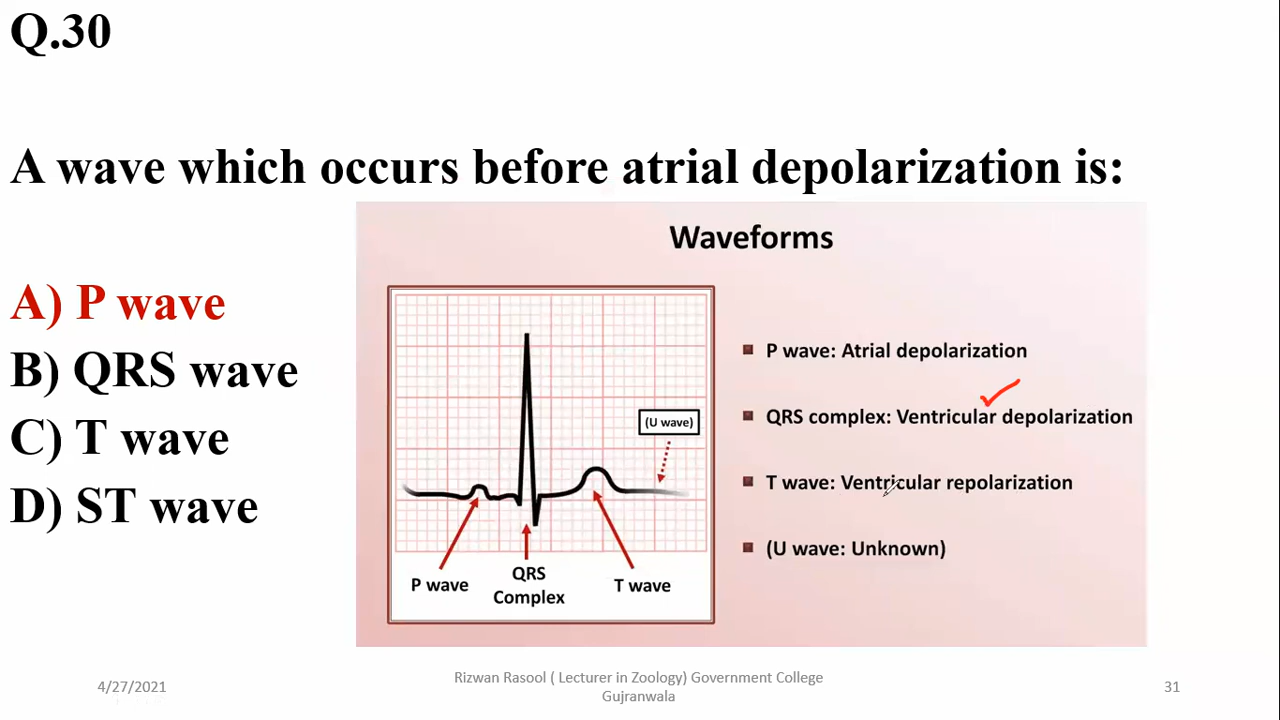 Q.30
A wave which occurs before atrial depolarization is:
A) P wave
B) QRS wave
C) T wave
D) ST wave
Waveforms
(U wave)
P wave
QRS
Complex
T wave
P wave: Atrial depolarization
QRS complex: Ventricular depolarization
T wave: Ventricular repolarization
(U wave: Unknown)
4/27/2021
Rizwan Rasool ( Lecturer in Zoology) Government College
Gujranwala
31